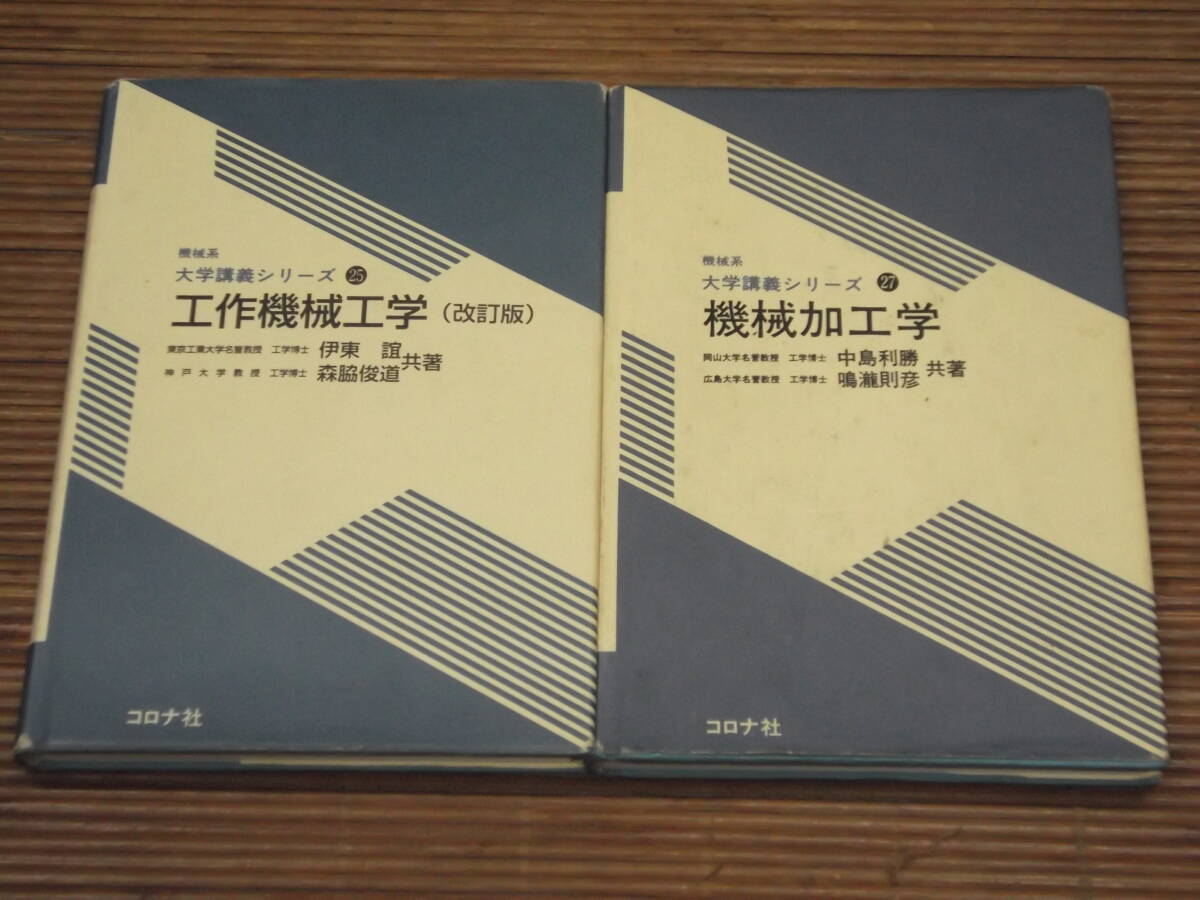 機械系
大学講義シリーズ 25
工作機械工学（改訂版）
東京工業大学名誉教授 工学博士 伊東 誼
神戸大学教授 工学博士 森脇俊道
共著
コロナ社
機械系
大学講義シリーズ 27
機械加工学
岡山大学名誉教授 工学博士 中島利勝
広島大学名誉教授 工学博士 鳴瀧則彦
共著
コロナ社